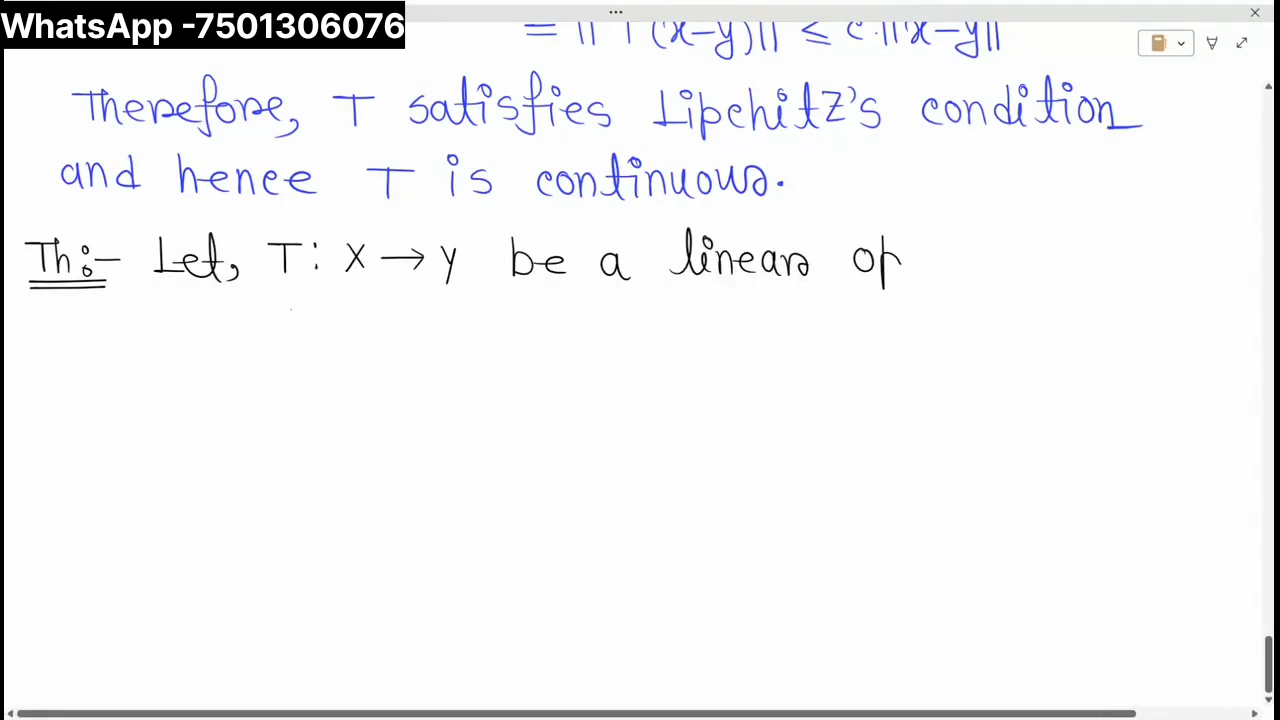 WhatsApp -7501306076
= ||T(x-y)|| ≤ c.||x-y||
Therefore, T satisfies Lipchitz's condition
and hence T is continuous.
Th:- Let, T: X → Y be a linear op